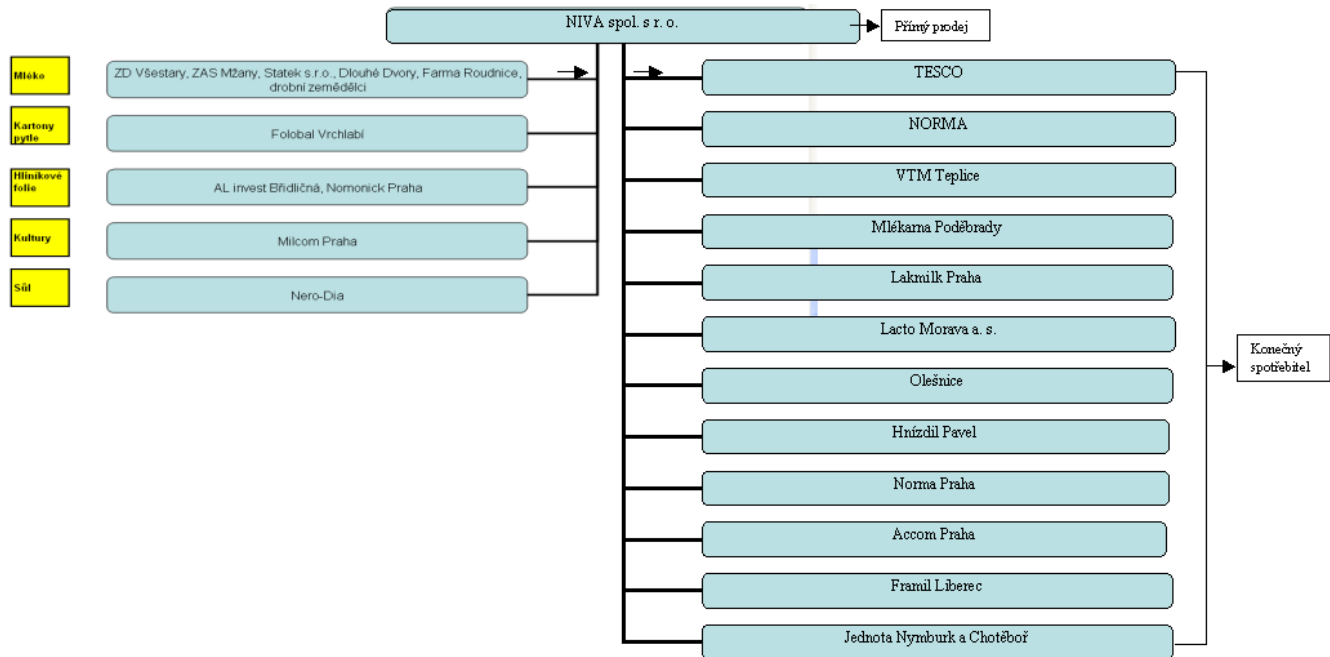 NIVA spol. s r. o.
Přímý prodej
Mléko
ZD Všestary, ZAS Mžany, Statek s.r.o., Dlouhé Dvory, Farma Roudnice,
drobní zemědělci
Kartony
pytle
Folobal Vrchlabí
Hliníkové
folie
AL invest Břidličná, Nomonick Praha
Kultury
Milcom Praha
Sůl
Nero-Dia
TESCO
NORMA
VTM Teplice
Mlékarna Poděbrady
Lakmilk Praha
Lacto Morava a. s.
Olešnice
Hnízdil Pavel
Norma Praha
Accom Praha
Framil Liberec
Jednota Nymburk a Chotěboř
Konečný
spotřebitel